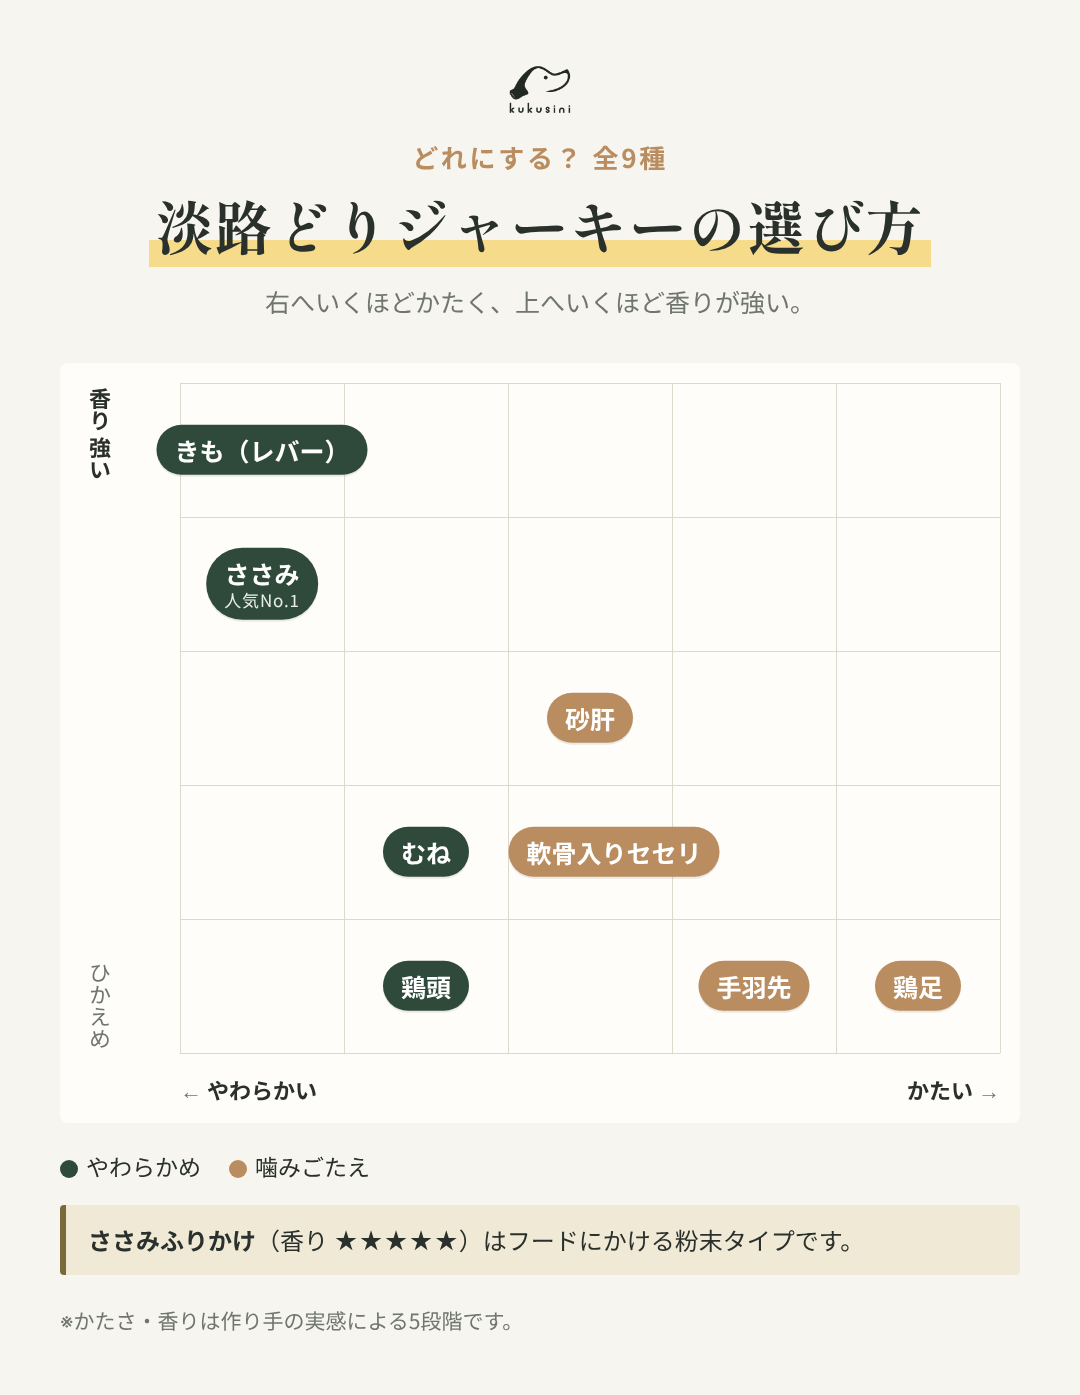 kukusini
どれにする？ 全9種
淡路どりジャーキーの選び方
右へいくほどかたく、上へいくほど香りが強い。
香り 強い
きも（レバー）
ささみ
人気No.1
砂肝
むね
軟骨入りセセリ
鶏頭
手羽先
鶏足
ひかえめ
← やわらかい
かたい →
やわらかめ
噛みごたえ
ささみふりかけ（香り ★★★★★）はフードにかける粉末タイプです。
※かたさ・香りは作り手の実感による5段階です。